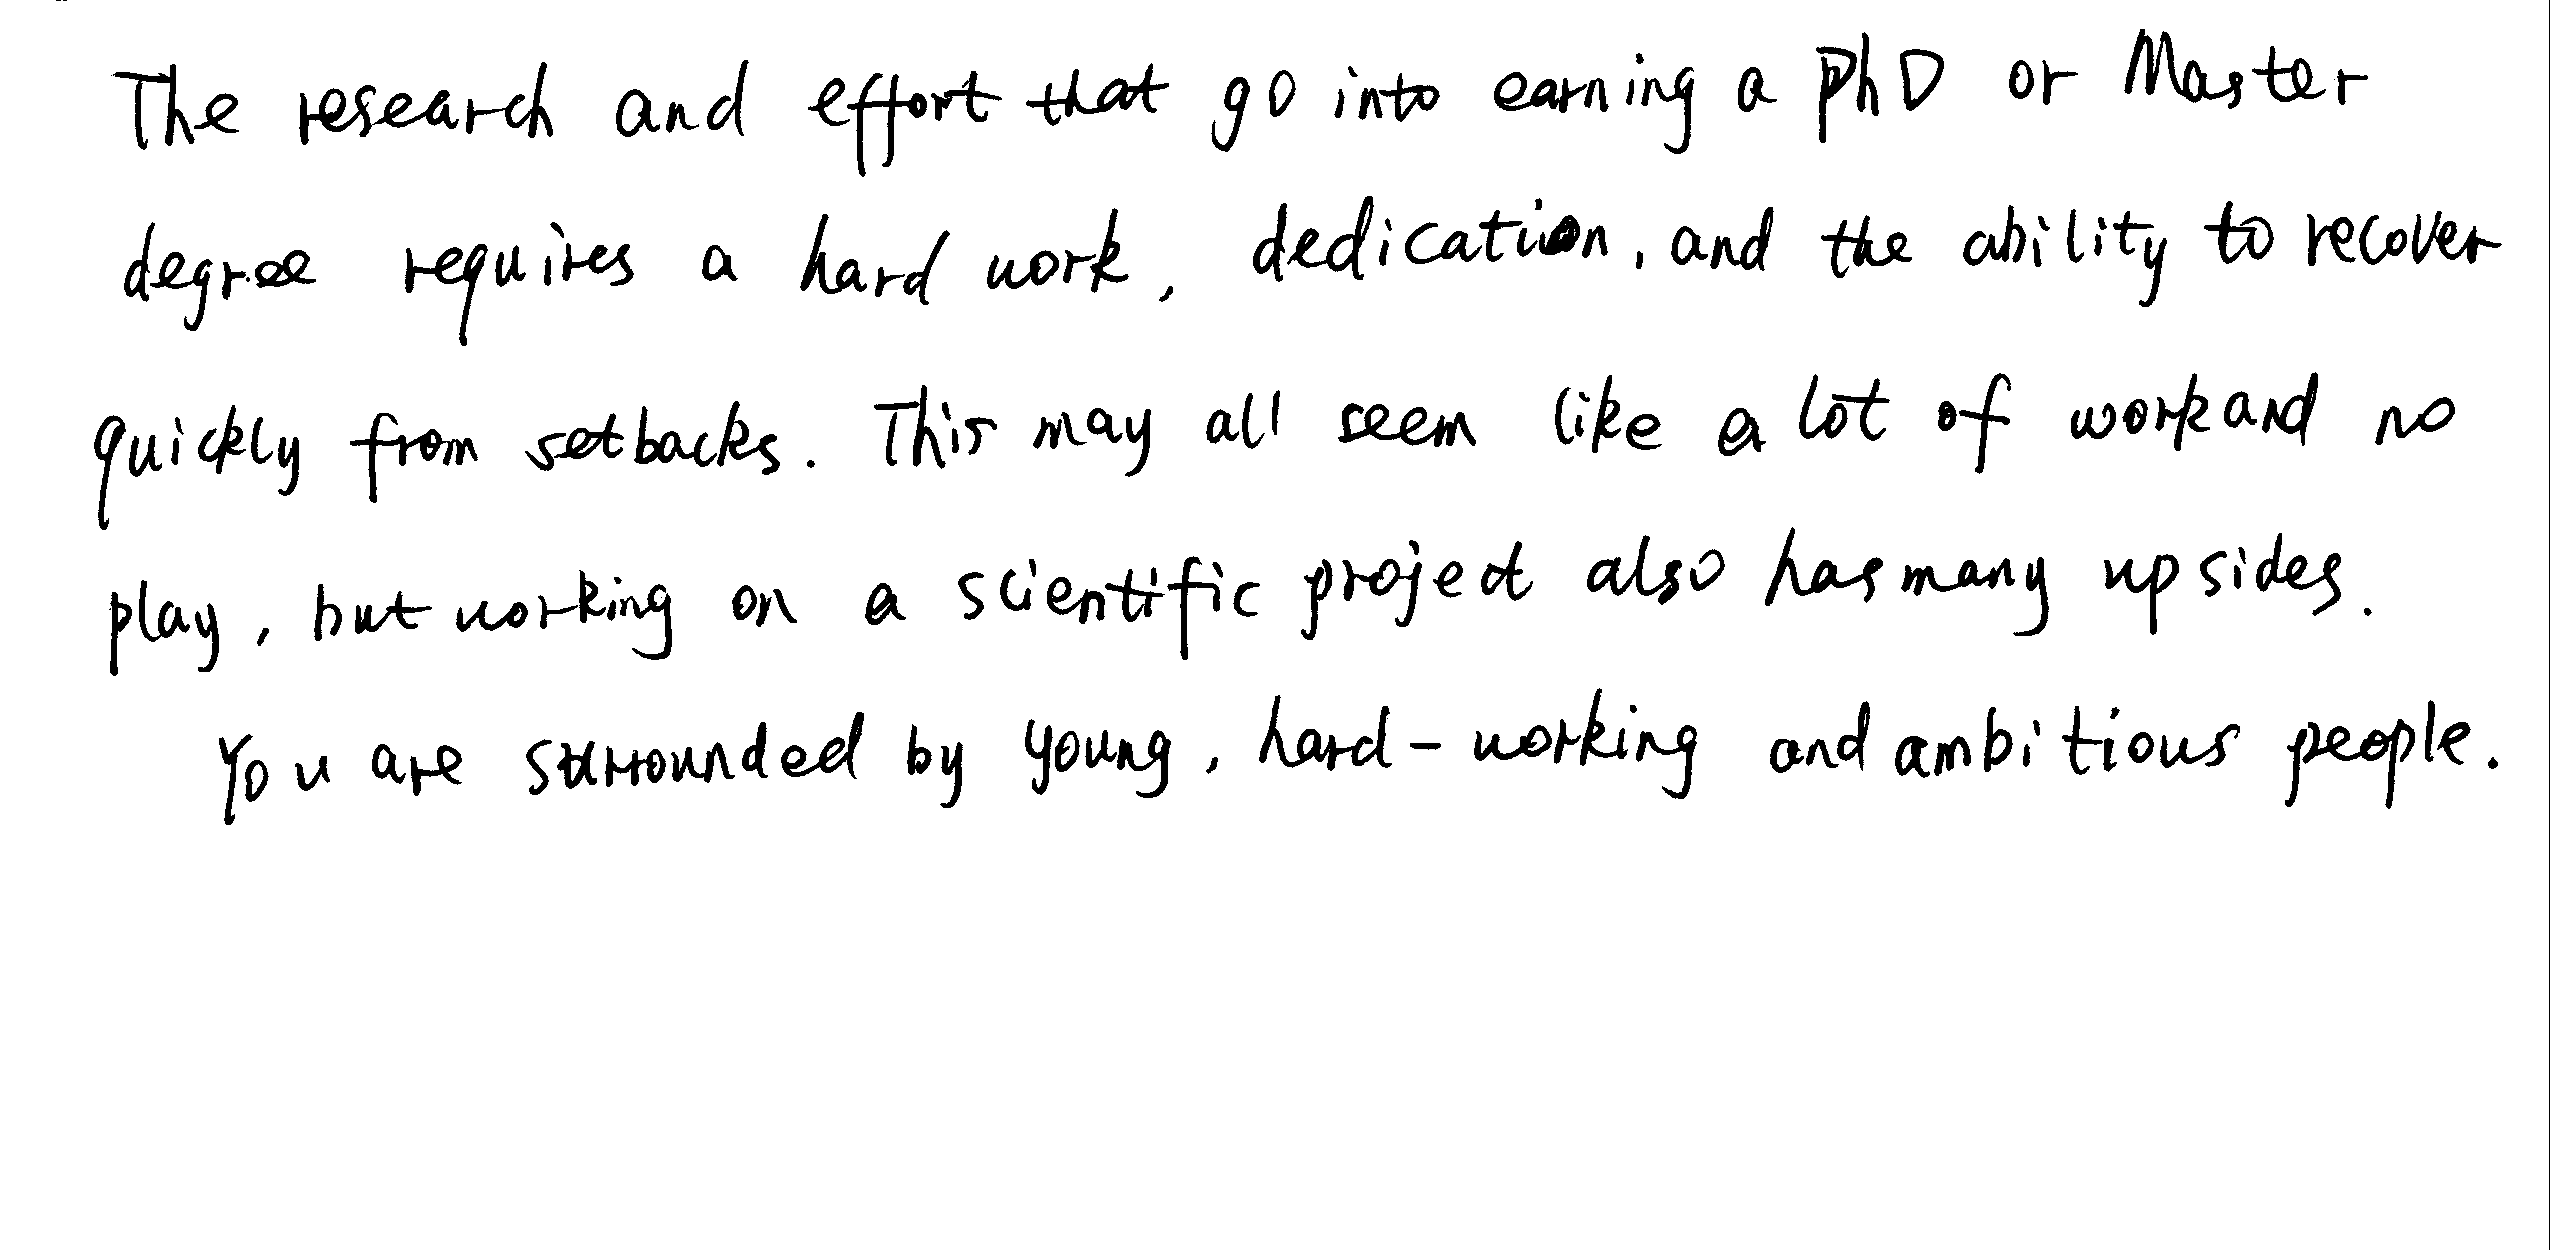 The research and effort that go into earning a PhD or Master
degree requires a hard work, dedication, and the ability to recover
quickly from setbacks. This may all seem like a lot of work and no
play, but working on a scientific project also has many upsides.
You are surrounded by young, hard-working and ambitious people.